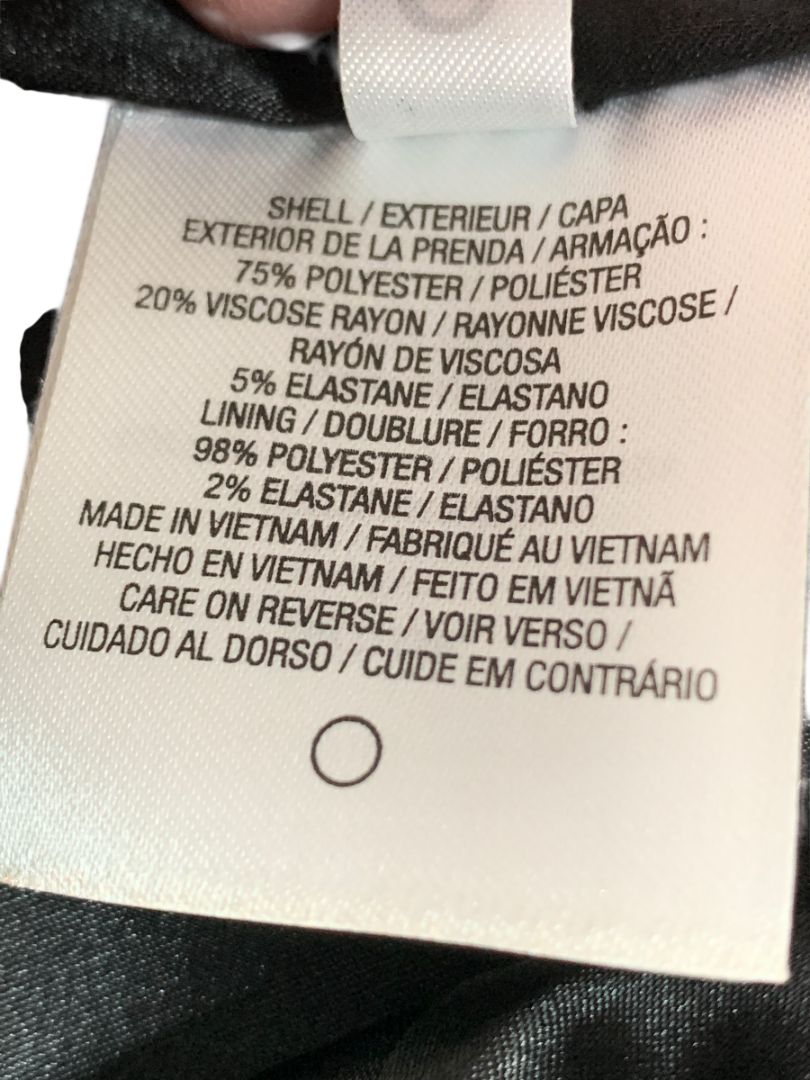 SHELL / EXTERIEUR / CAPA
EXTERIOR DE LA PRENDA / ARMAÇÃO :
75% POLYESTER / POLIÉSTER
20% VISCOSE RAYON / RAYONNE VISCOSE /
RAYÓN DE VISCOSA
5% ELASTANE / ELASTANO
LINING / DOUBLURE / FORRO :
98% POLYESTER / POLIÉSTER
2% ELASTANE / ELASTANO
MADE IN VIETNAM / FABRIQUÉ AU VIETNAM
HECHO EN VIETNAM / FEITO EM VIETNÃ
CARE ON REVERSE / VOIR VERSO /
CUIDADO AL DORSO / CUIDE EM CONTRÁRIO